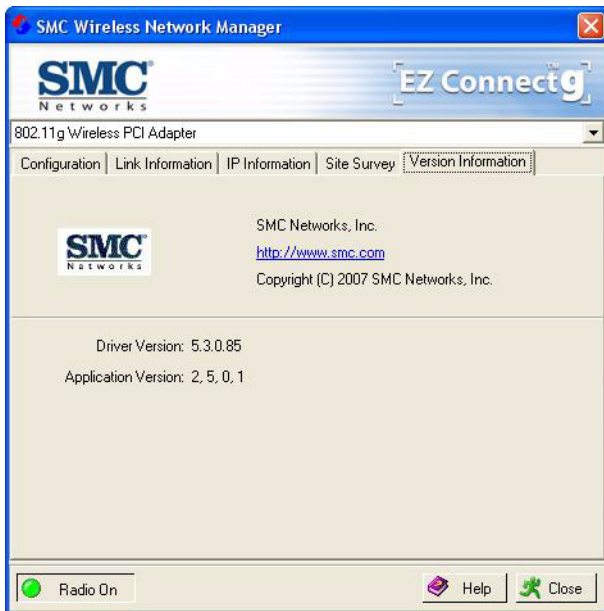 SMC Wireless Network Manager
SMC
Networks
EZ Connect™ g
802.11g Wireless PCI Adapter
Configuration Link Information IP Information Site Survey Version Information
SMC
Networks
SMC Networks, Inc.
http://www.smc.com
Copyright (C) 2007 SMC Networks, Inc.
Driver Version: 5.3.0.85
Application Version: 2, 5, 0, 1
Radio On
Help
Close